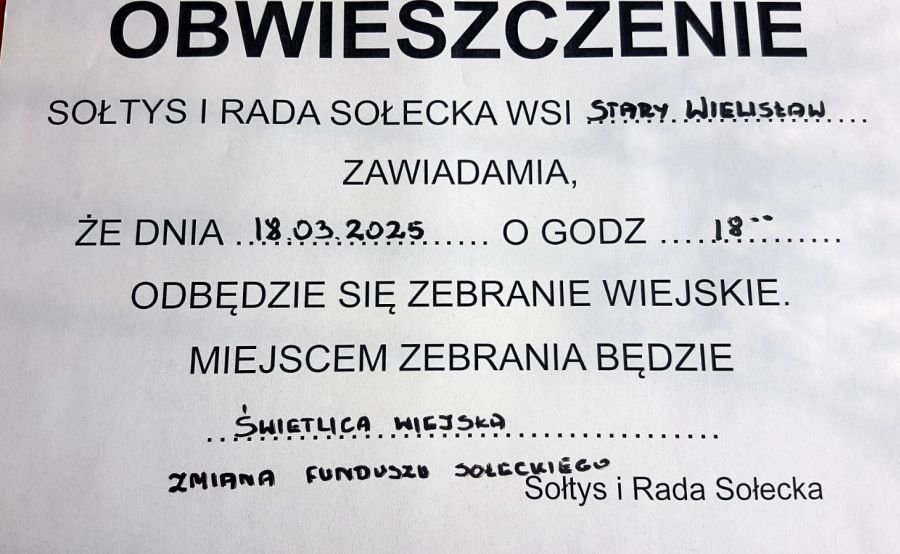 OBWIESZCZENIE
SOŁTYS I RADA SOŁECKA WSI STARY WIELISŁAW
ZAWIADAMIA,
ŻE DNIA ..18.03.2025...... O GODZ .....18°°......
ODBĘDZIE SIĘ ZEBRANIE WIEJSKIE.
MIEJSCEM ZEBRANIA BĘDZIE
ŚWIETLICA WIEJSKA
ZMIANA FUNDUSZU SOŁECKIEGO
Sołtys i Rada Sołecka